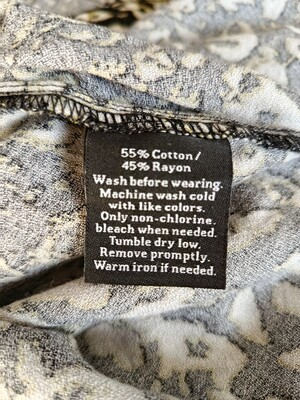 55% Cotton/
45% Rayon
Wash before wearing.
Machine wash cold
with like colors.
Only non-chlorine.
bleach when needed.
Tumble dry low.
Remove promptly.
Warm iron if needed.